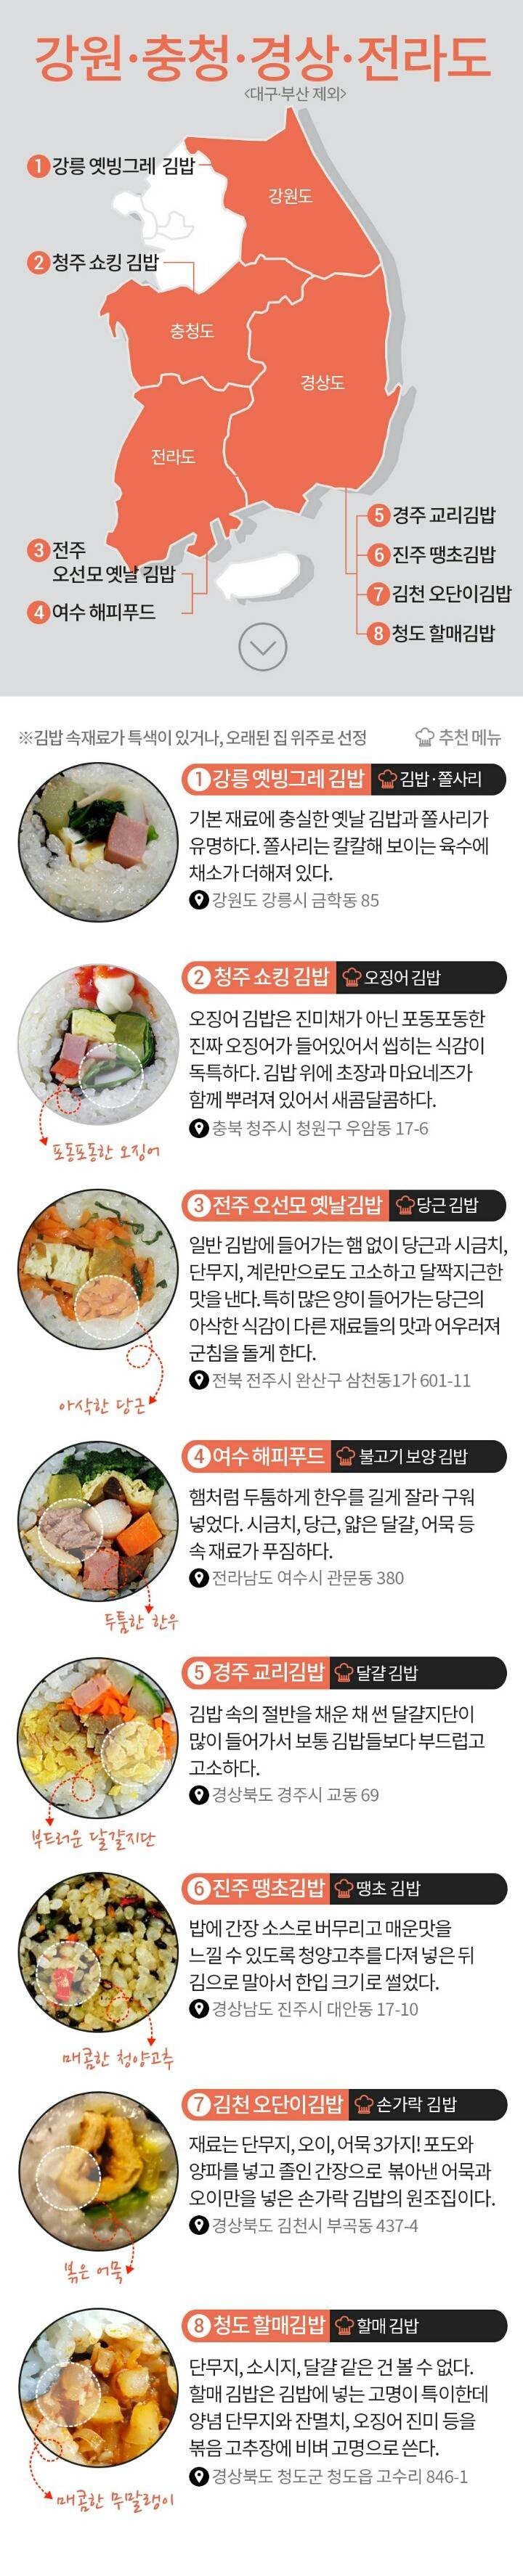 강원·충청·경상·전라도
<대구·부산 제외>
1 강릉 옛빙그레 김밥
강원도
2 청주 쇼킹 김밥
충청도
경상도
전라도
5 경주 교리김밥
3 전주
오선모 옛날 김밥
6 진주 땡초김밥
7 김천 오단이김밥
4 여수 해피푸드
8 청도 할매김밥
※김밥 속재료가 특색이 있거나, 오래된 집 위주로 선정
추천 메뉴
1 강릉 옛빙그레 김밥 김밥·쫄사리
기본 재료에 충실한 옛날 김밥과 쫄사리가
유명하다. 쫄사리는 칼칼해 보이는 육수에
채소가 더해져 있다.
강원도 강릉시 금학동 85
2 청주 쇼킹 김밥 오징어 김밥
오징어 김밥은 진미채가 아닌 포동포동한
진짜 오징어가 들어있어서 씹히는 식감이
독특하다. 김밥 위에 초장과 마요네즈가
함께 뿌려져 있어서 새콤달콤하다.
충북 청주시 청원구 우암동 17-6
포동포동한 오징어
3 전주 오선모 옛날김밥 당근 김밥
일반 김밥에 들어가는 햄 없이 당근과 시금치,
단무지, 계란만으로도 고소하고 달짝지근한
맛을 낸다. 특히 많은 양이 들어가는 당근의
아삭한 식감이 다른 재료들의 맛과 어우러져
군침을 돌게 한다.
전북 전주시 완산구 삼천동1가 601-11
아삭한 당근
4 여수 해피푸드 불고기 보양 김밥
햄처럼 두툼하게 한우를 길게 잘라 구워
넣었다. 시금치, 당근, 얇은 달걀, 어묵 등
속 재료가 푸짐하다.
전라남도 여수시 관문동 380
두툼한 한우
5 경주 교리김밥 달걀 김밥
김밥 속의 절반을 채운 채 썬 달걀지단이
많이 들어가서 보통 김밥들보다 부드럽고
고소하다.
경상북도 경주시 교동 69
부드러운 달걀지단
6 진주 땡초김밥 땡초 김밥
밥에 간장 소스로 버무리고 매운맛을
느낄 수 있도록 청양고추를 다져 넣은 뒤
김으로 말아서 한입 크기로 썰었다.
경상남도 진주시 대안동 17-10
매콤한 청양고추
7 김천 오단이김밥 손가락 김밥
재료는 단무지, 오이, 어묵 3가지! 포도와
양파를 넣고 졸인 간장으로 볶아낸 어묵과
오이만을 넣은 손가락 김밥의 원조집이다.
경상북도 김천시 부곡동 437-4
볶은 어묵
8 청도 할매김밥 할매 김밥
단무지, 소시지, 달걀 같은 건 볼 수 없다.
할매 김밥은 김밥에 넣는 고명이 특이한데
양념 단무지와 잔멸치, 오징어 진미 등을
볶음 고추장에 비벼 고명으로 쓴다.
경상북도 청도군 청도읍 고수리 846-1
매콤한 무말랭이